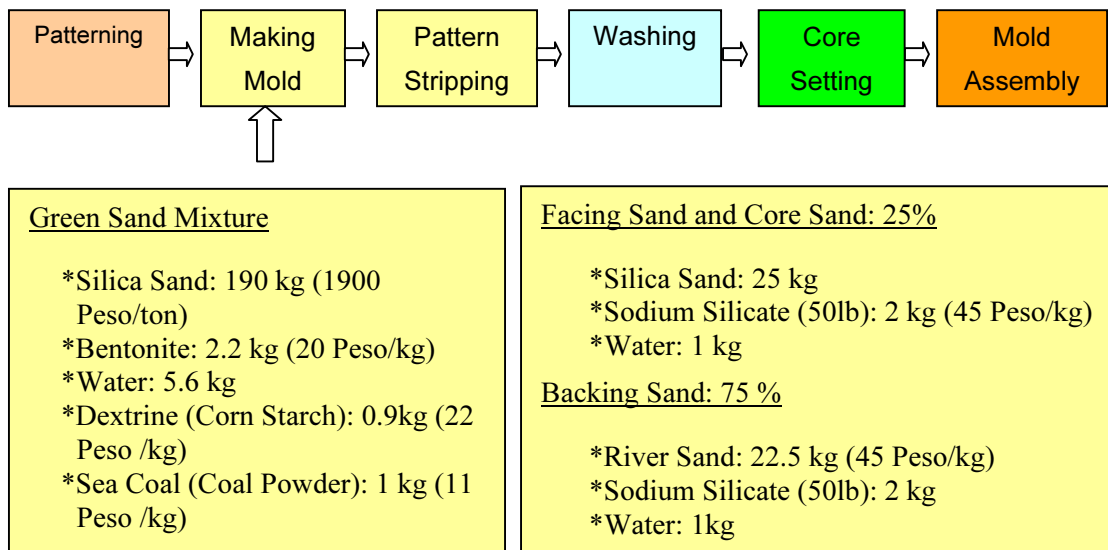 Patterning
Making
Mold
Pattern
Stripping
Washing
Core
Setting
Mold
Assembly
Green Sand Mixture
*Silica Sand: 190 kg (1900
Peso/ton)
*Bentonite: 2.2 kg (20 Peso/kg)
*Water: 5.6 kg
*Dextrine (Corn Starch): 0.9kg (22
Peso /kg)
*Sea Coal (Coal Powder): 1 kg (11
Peso /kg)
Facing Sand and Core Sand: 25%
*Silica Sand: 25 kg
*Sodium Silicate (50lb): 2 kg (45 Peso/kg)
*Water: 1 kg
Backing Sand: 75 %
*River Sand: 22.5 kg (45 Peso/kg)
*Sodium Silicate (50lb): 2 kg
*Water: 1kg